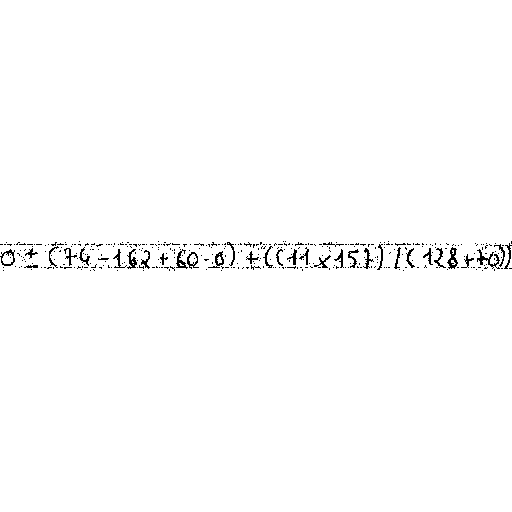 0 ± (74 - 162 + 60 - 0) + ((11 x 157) / (128 + 70))